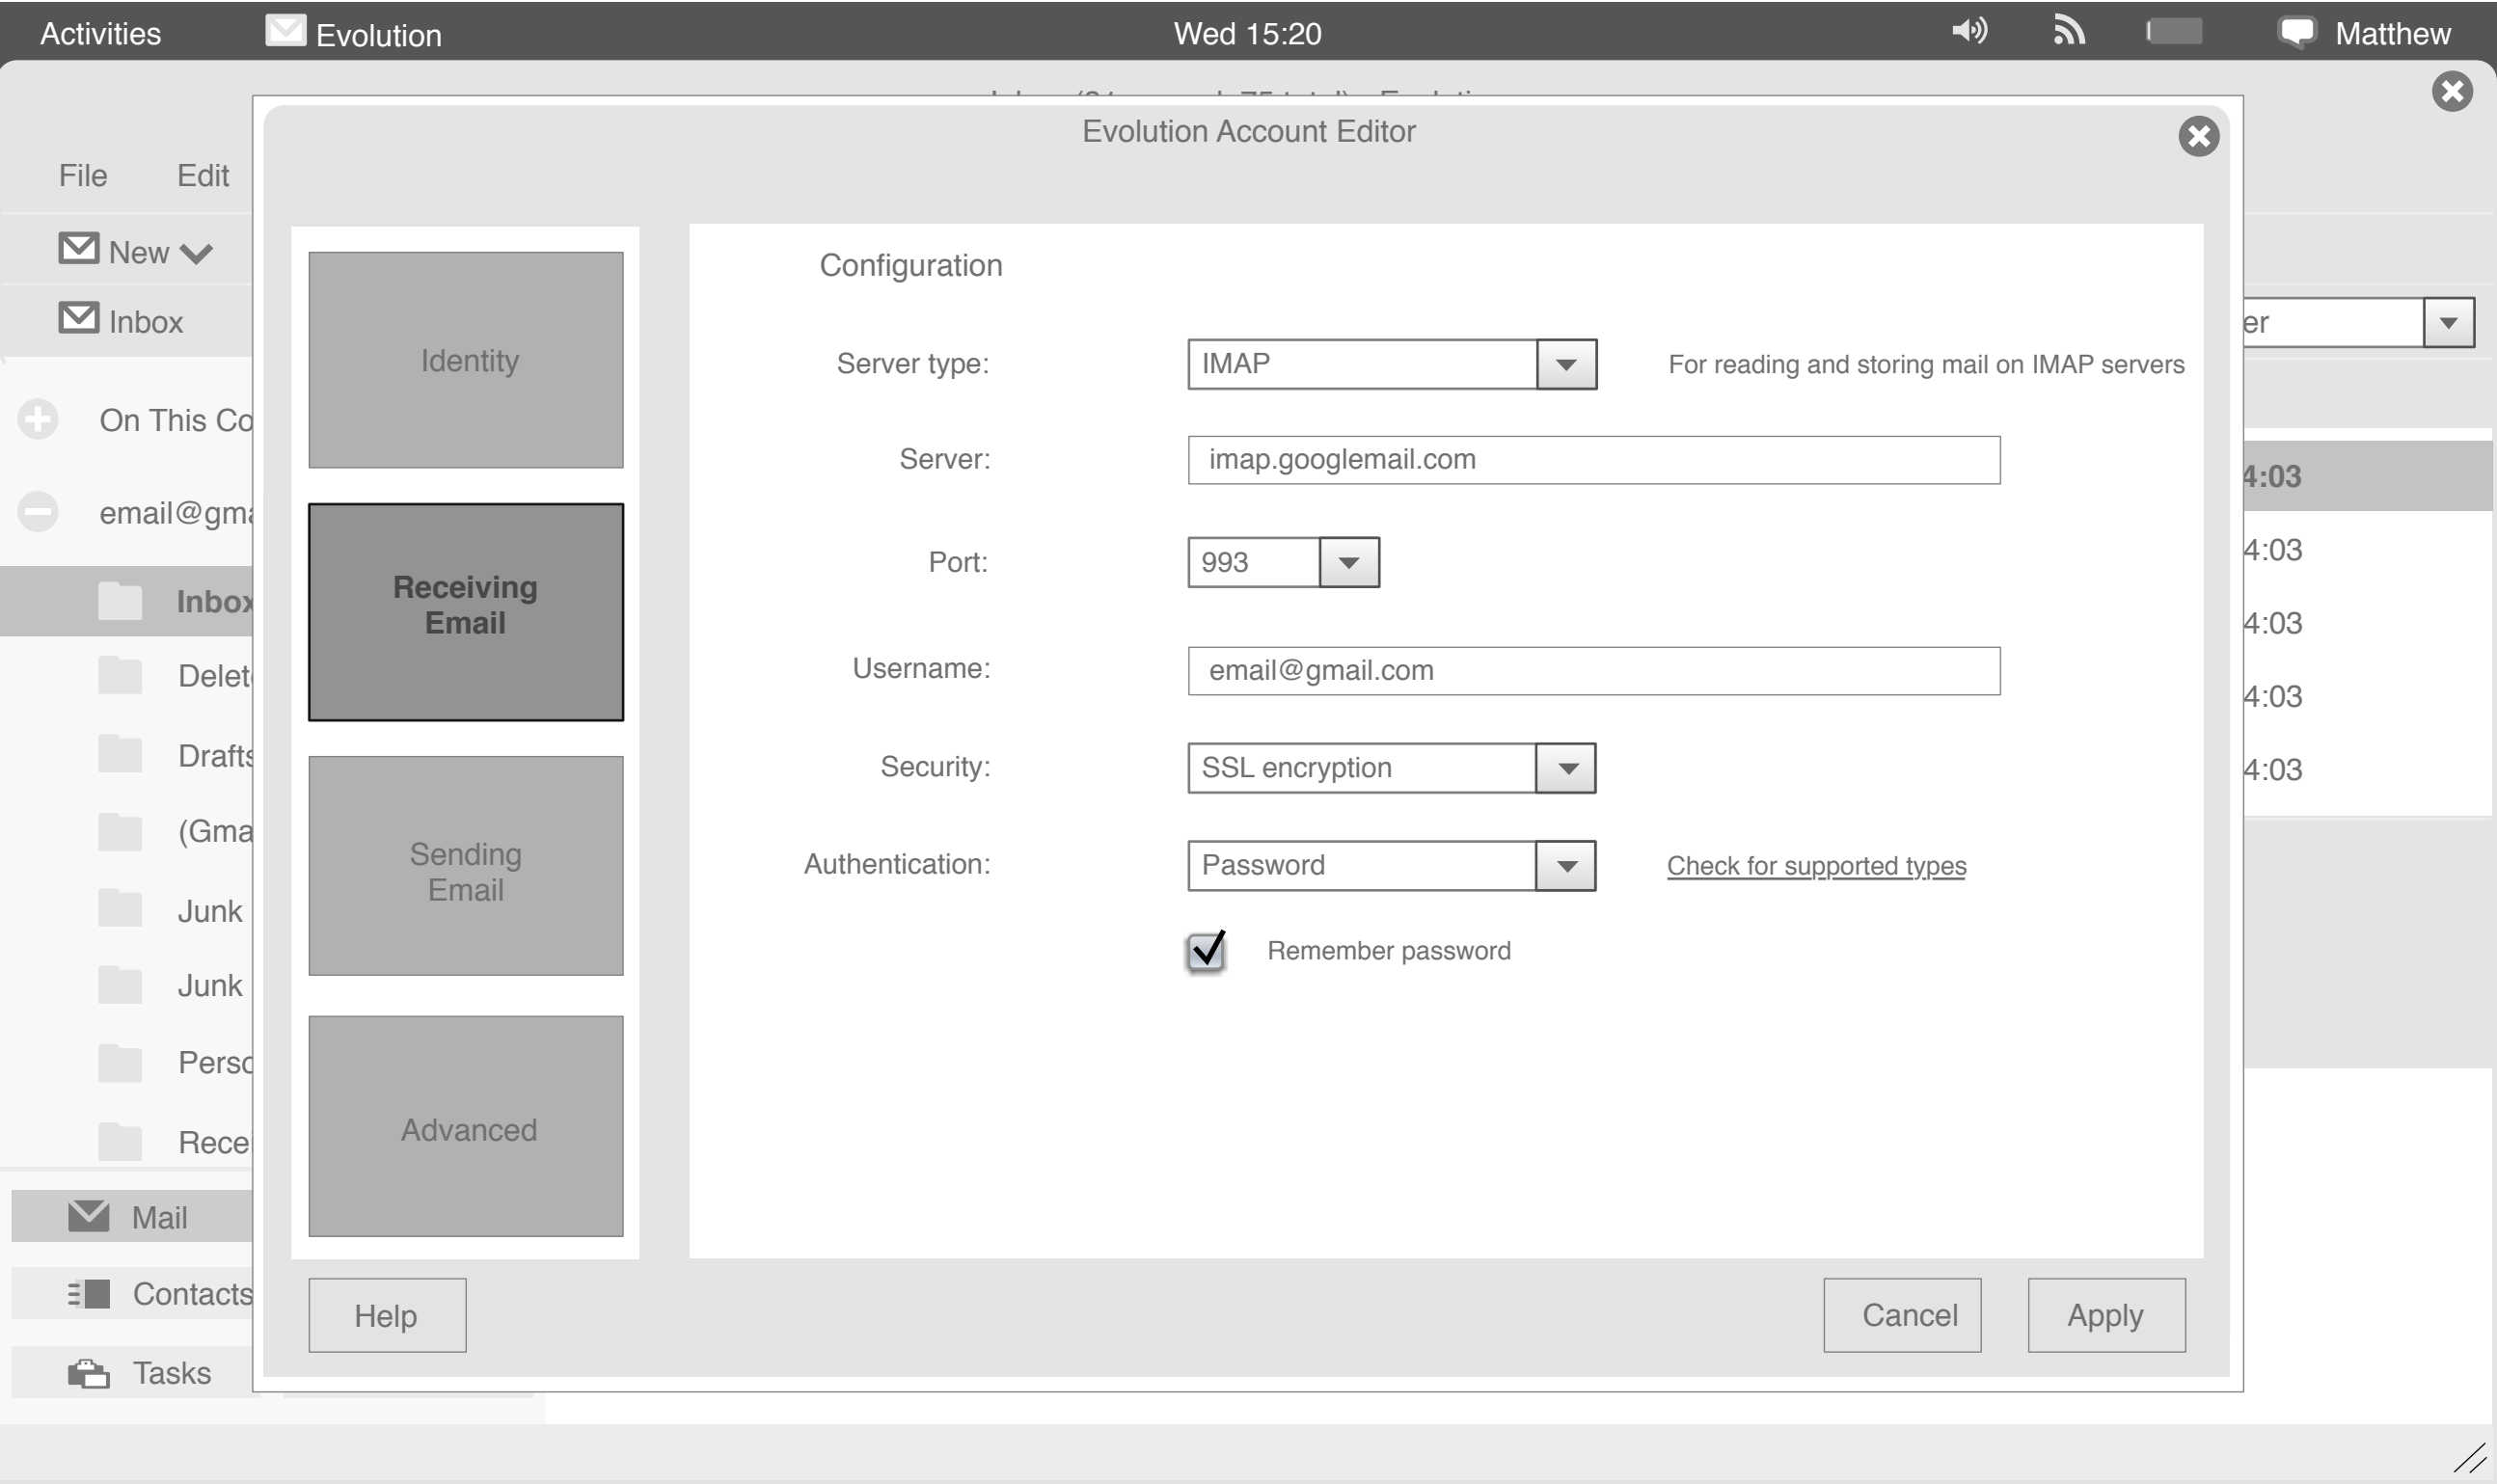 Activities Evolution Wed 15:20 Matthew
Evolution Account Editor
File Edit
New
Inbox
On This Co
email@gma
Inbox
Delet
Drafts
(Gma
Junk
Junk
Perso
Recei
Mail
Contacts
Tasks
Identity
Receiving
Email
Sending
Email
Advanced
Configuration
Server type: IMAP For reading and storing mail on IMAP servers
Server: imap.googlemail.com
Port: 993
Username: email@gmail.com
Security: SSL encryption
Authentication: Password Check for supported types
Remember password
Help Cancel Apply
er
4:03
4:03
4:03
4:03
4:03